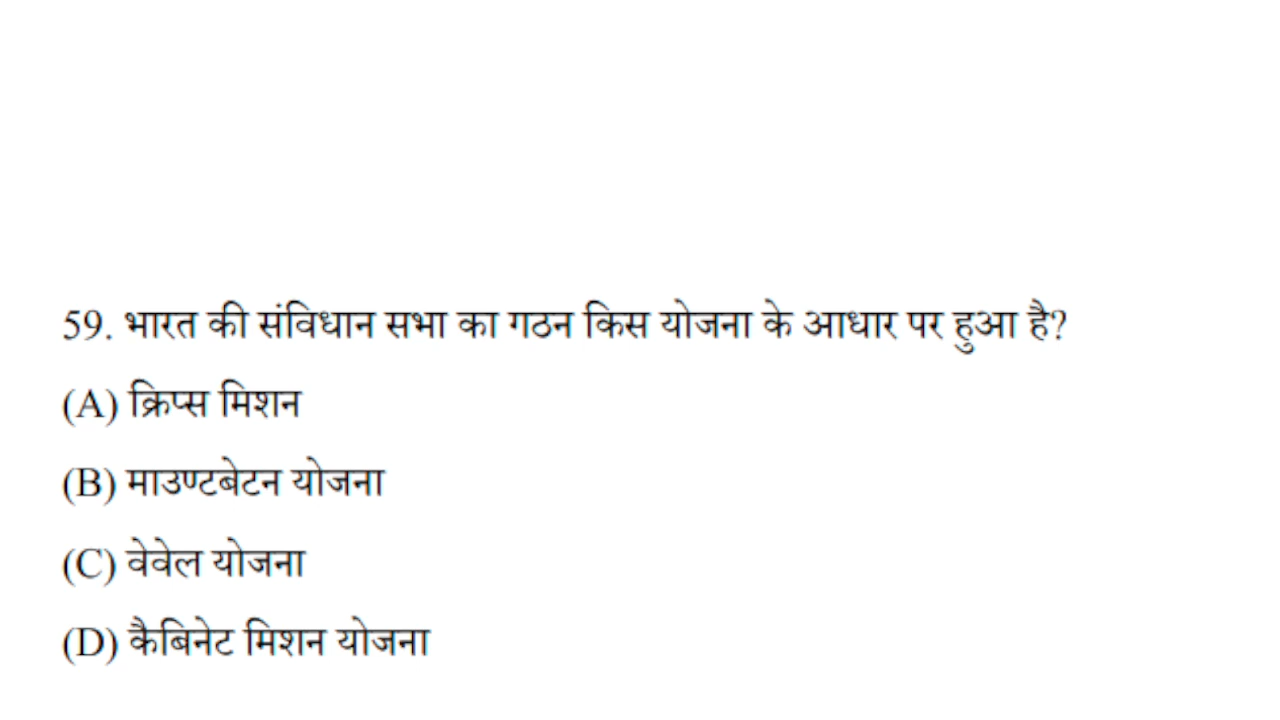 59. भारत की संविधान सभा का गठन किस योजना के आधार पर हुआ है?
(A) क्रिप्स मिशन
(B) माउण्टबेटन योजना
(C) वेवेल योजना
(D) कैबिनेट मिशन योजना